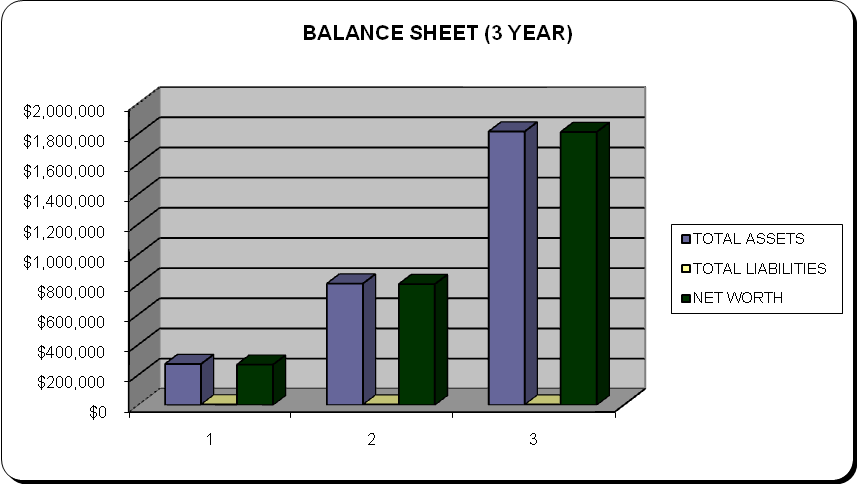 BALANCE SHEET (3 YEAR)
$2,000,000
$1,800,000
$1,600,000
$1,400,000
$1,200,000
$1,000,000
$800,000
$600,000
$400,000
$200,000
$0
1 2 3
TOTAL ASSETS
TOTAL LIABILITIES
NET WORTH